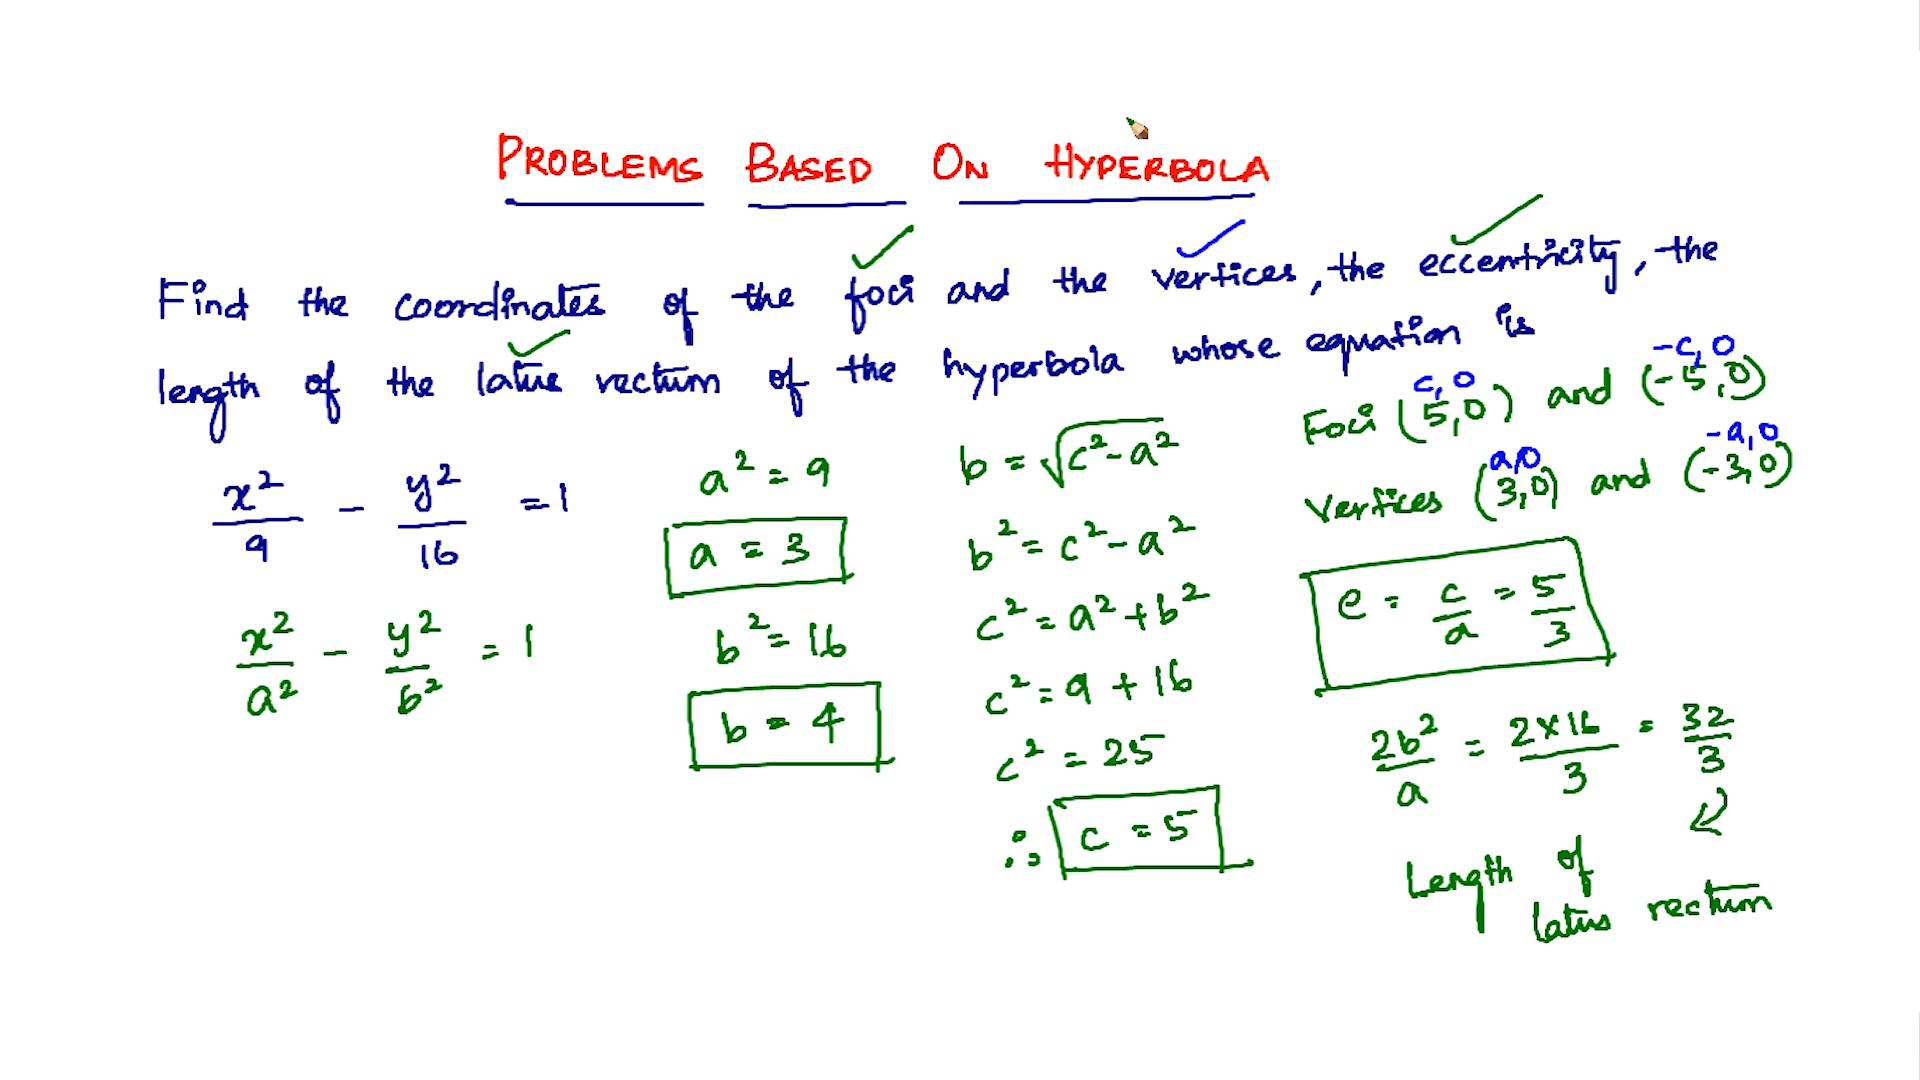 PROBLEMS BASED ON HYPERBOLA
Find the coordinates of the foci and the vertices, the eccentricity, the
length of the latus rectum of the hyperbola whose equation is
x²/9 - y²/16 = 1
x²/a² - y²/b² = 1
a² = 9
a = 3
b² = 16
b = 4
b = √c²-a²
b² = c² - a²
c² = a² + b²
c² = 9 + 16
c² = 25
∴ c = 5
c, 0 -c, 0
Foci (5,0) and (-5,0)
a,0 -a,0
Vertices (3,0) and (-3,0)
e = c/a = 5/3
2b²/a = 2×16/3 = 32/3
Length of
latus rectum